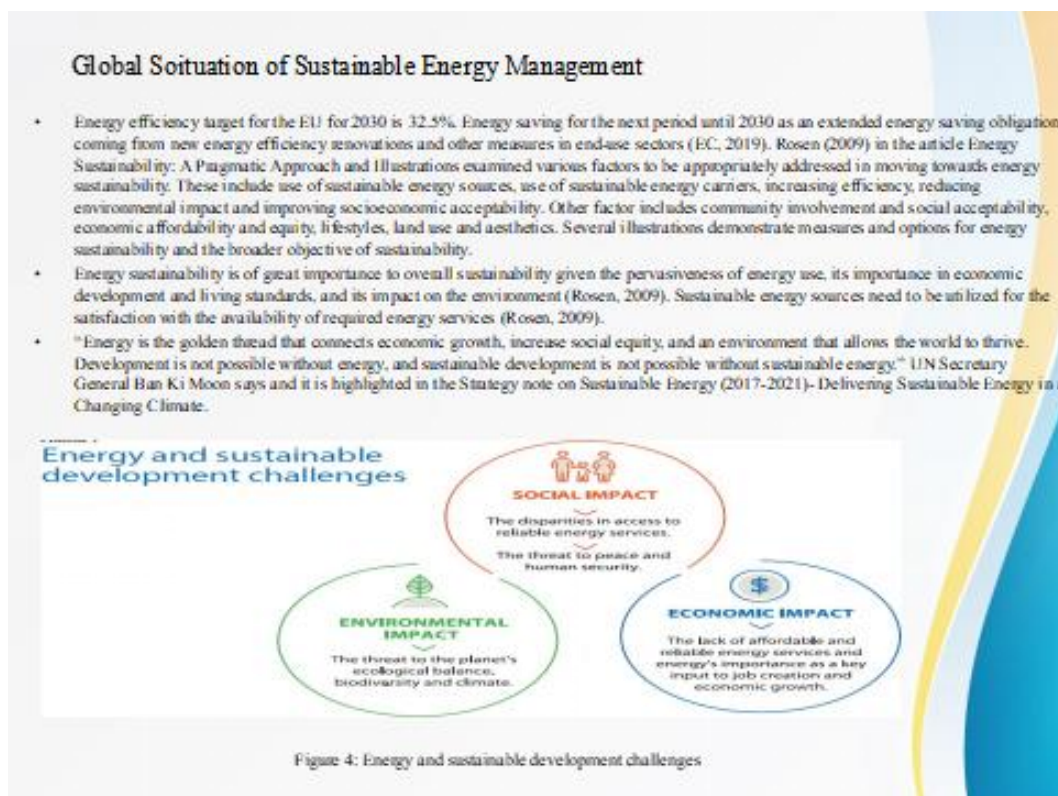 Global Soituation of Sustainable Energy Management
• Energy efficiency target for the EU for 2030 is 32.5%. Energy saving for the next period until 2030 as an extended energy saving obligation
coming from new energy efficiency renovations and other measures in end-use sectors (EC, 2019). Rosen (2009) in the article Energy
Sustainability: A Pragmatic Approach and Illustrations examined various factors to be appropriately addressed in moving towards energy
sustainability. These include use of sustainable energy sources, use of sustainable energy carriers, increasing efficiency, reducing
environmental impact and improving socioeconomic acceptability. Other factor includes community involvement and social acceptability,
economic affordability and equity, lifestyles, land use and aesthetics. Several illustrations demonstrate measures and options for energy
sustainability and the broader objective of sustainability.
• Energy sustainability is of great importance to overall sustainability given the pervasiveness of energy use, its importance in economic
development and living standards, and its impact on the environment (Rosen, 2009). Sustainable energy sources need to be utilized for the
satisfaction with the availability of required energy services (Rosen, 2009).
• "Energy is the golden thread that connects economic growth, increase social equity, and an environment that allows the world to thrive.
Development is not possible without energy, and sustainable development is not possible without sustainable energy." UN Secretary
General Ban Ki Moon says and it is highlighted in the Strategy note on Sustainable Energy (2017-2021)- Delivering Sustainable Energy in
Changing Climate.
Energy and sustainable
development challenges
SOCIAL IMPACT
The disparities in access to
reliable energy services.
The threat to peace and
human security.
ENVIRONMENTAL
IMPACT
The threat to the planet's
ecological balance,
biodiversity and climate.
ECONOMIC IMPACT
The lack of affordable and
reliable energy services and
energy's importance as a key
input to job creation and
economic growth.
Figure 4: Energy and sustainable development challenges